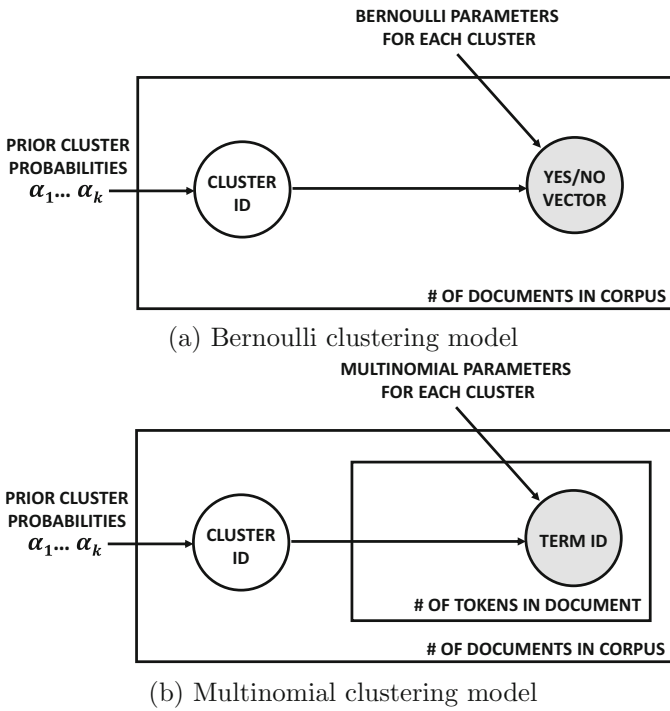 BERNOULLI PARAMETERS
FOR EACH CLUSTER
PRIOR CLUSTER
PROBABILITIES
α₁... αₖ
CLUSTER
ID
YES/NO
VECTOR
# OF DOCUMENTS IN CORPUS
(a) Bernoulli clustering model
MULTINOMIAL PARAMETERS
FOR EACH CLUSTER
PRIOR CLUSTER
PROBABILITIES
α₁... αₖ
CLUSTER
ID
TERM ID
# OF TOKENS IN DOCUMENT
# OF DOCUMENTS IN CORPUS
(b) Multinomial clustering model